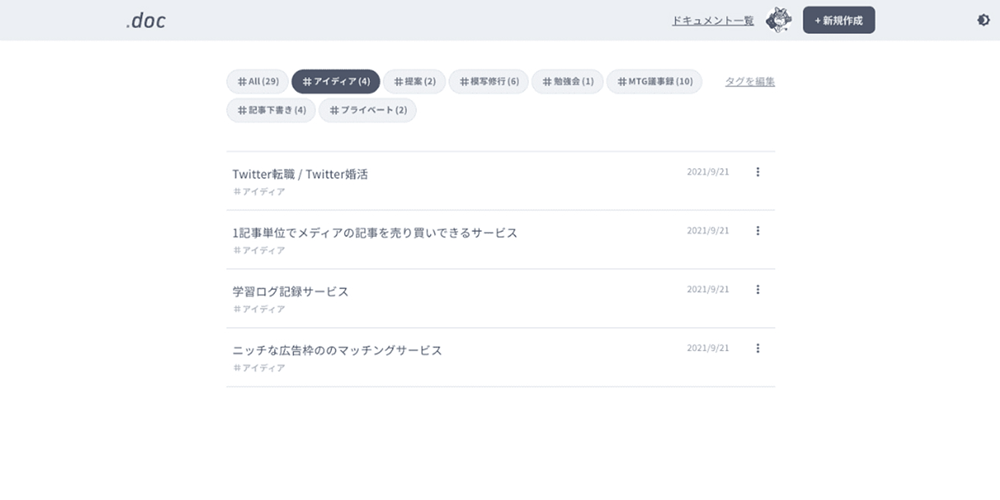 .doc
ドキュメント一覧
+ 新規作成
#All (29)
#アイディア (4)
#提案 (2)
#模写修行 (6)
#勉強会 (1)
#MTG議事録 (10)
タグを編集
#記事下書き (4)
#プライベート (2)
Twitter転職 / Twitter婚活
2021/9/21
#アイディア
1記事単位でメディアの記事を売り買いできるサービス
2021/9/21
#アイディア
学習ログ記録サービス
2021/9/21
#アイディア
ニッチな広告枠ののマッチングサービス
2021/9/21
#アイディア